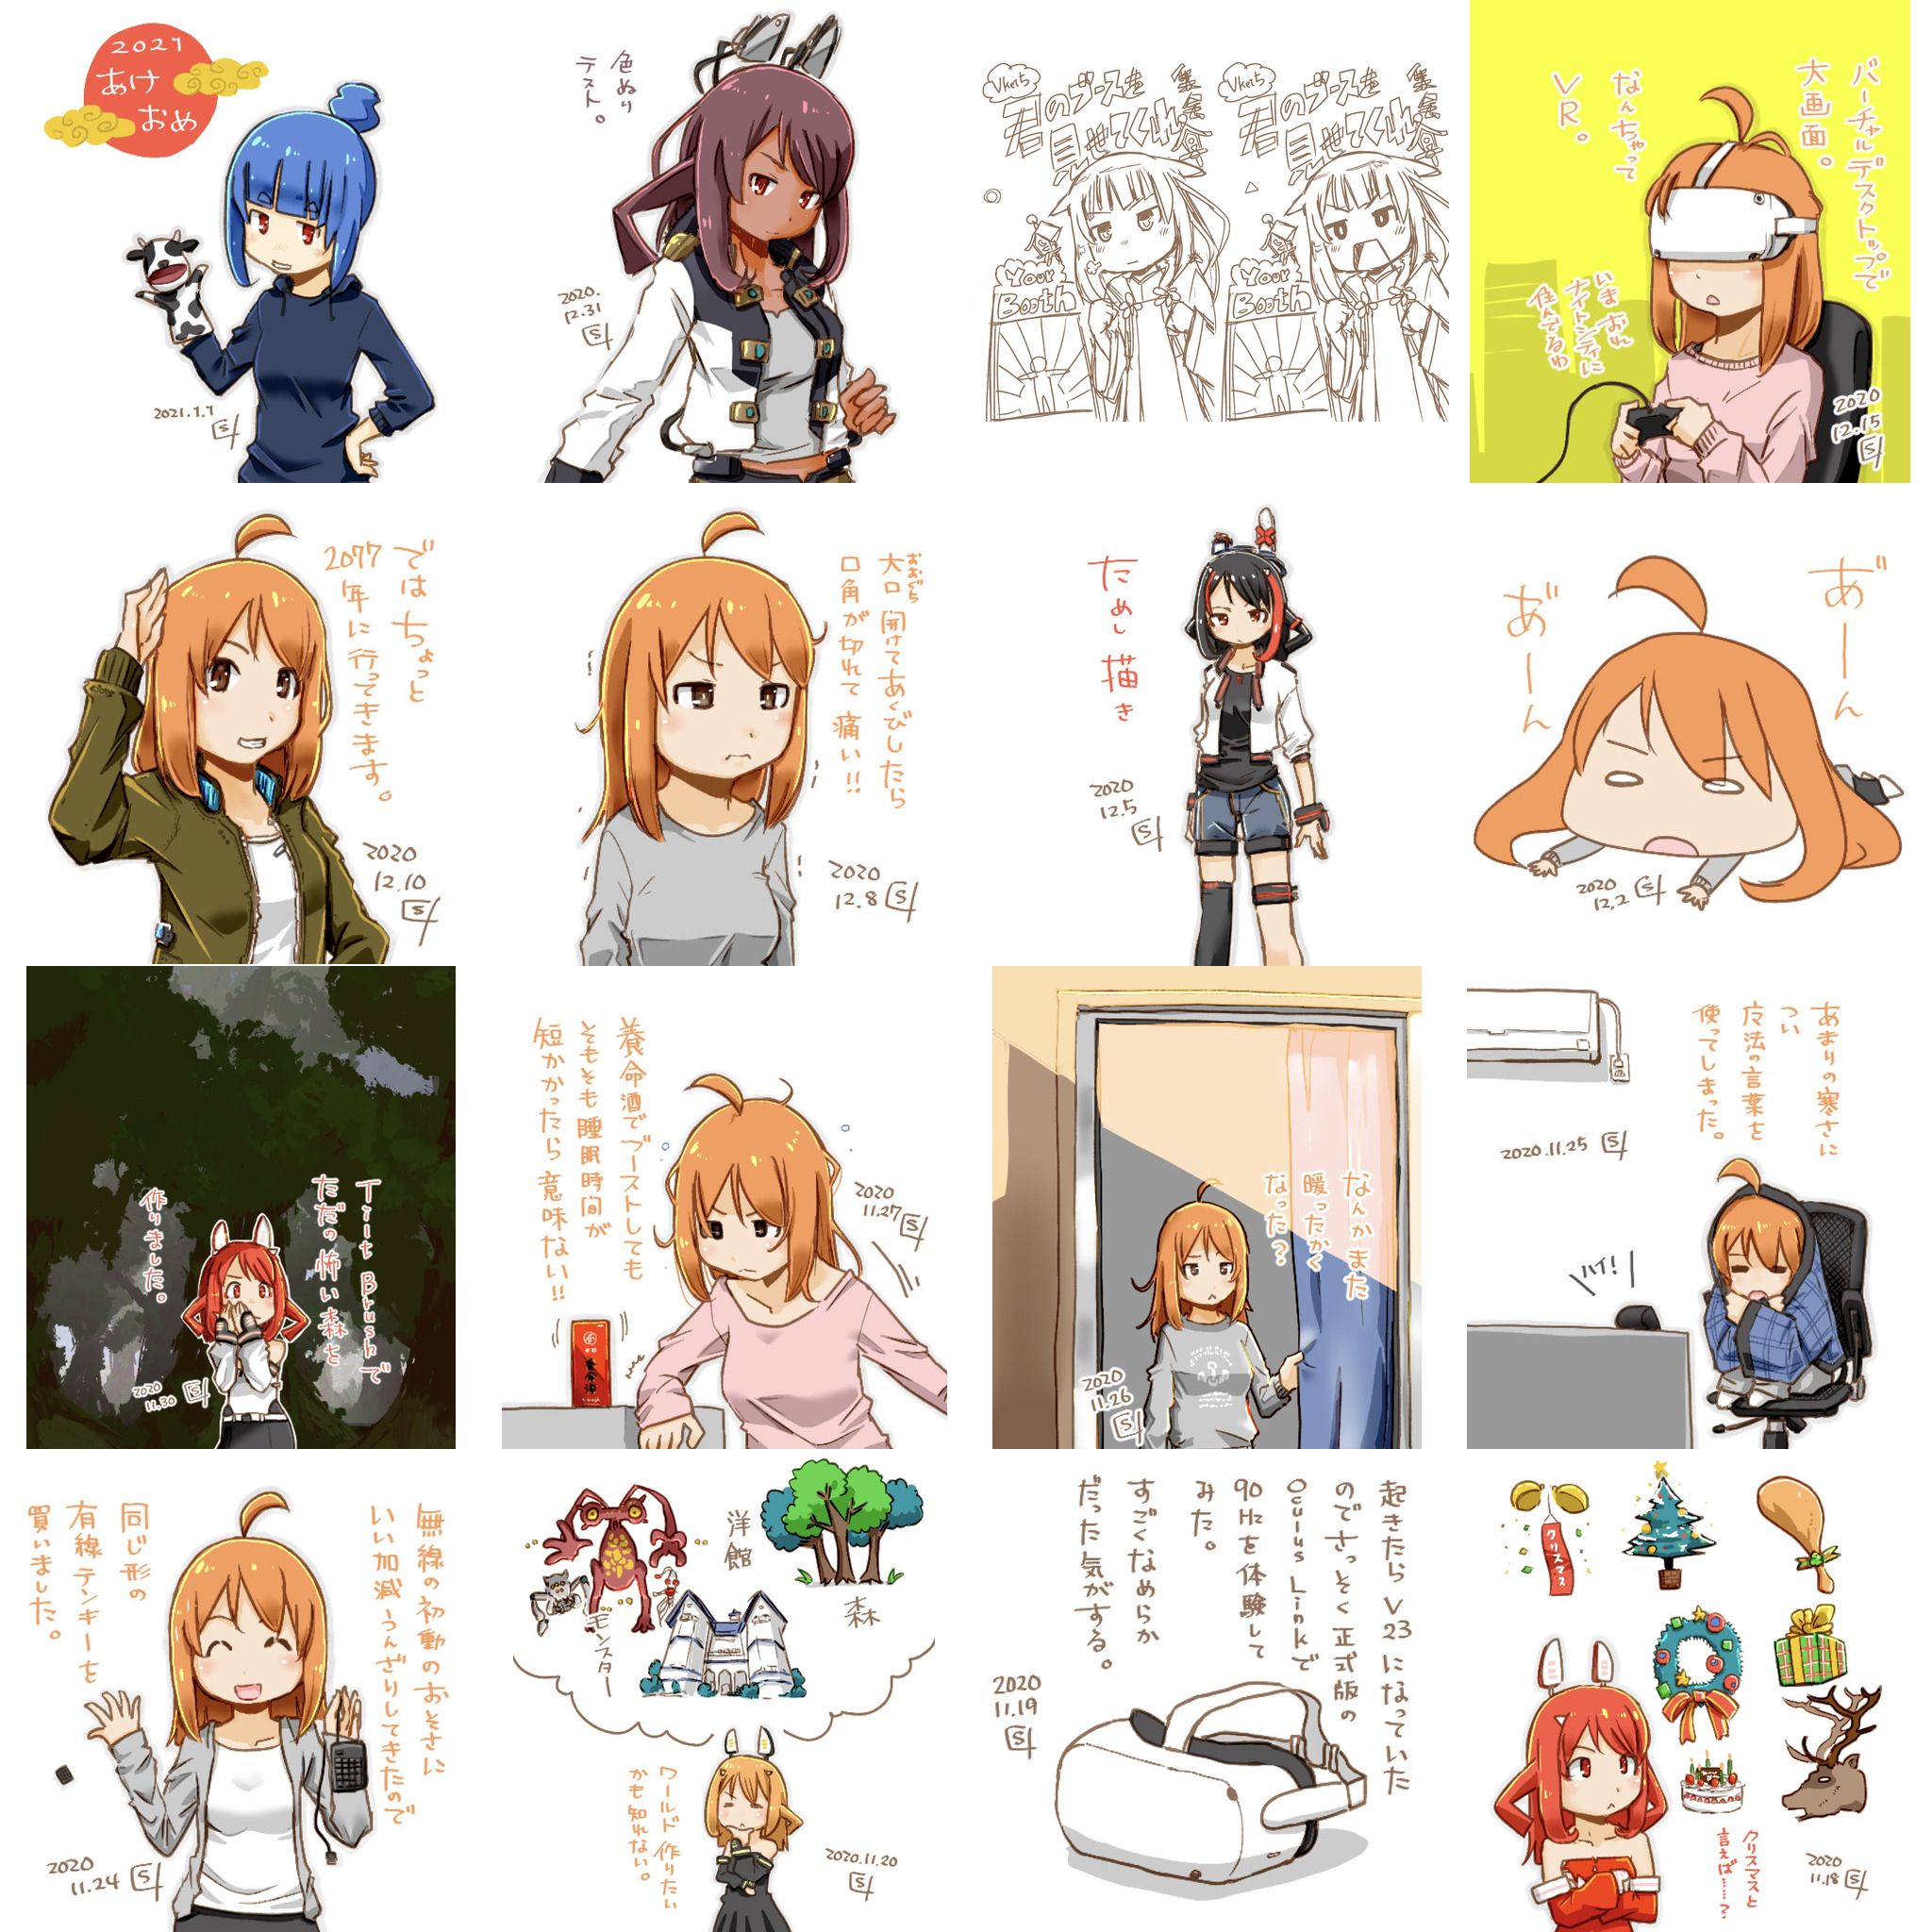 2021
あけ
おめ
2021.1.1
色ぬり
テスト。
2020.
12.31
Vket5
君のブースを
見せてくれ
集会
Your
Booth
Vket5
君のブースを
見せてくれ
集会
Your
Booth
バーチャルデスクトップで
大画面。
なんちゃって
VR。
いまおれ
ナイトシティに
住んでるゆ
2020
12.15
では ちょっと
2077
年に行ってきます。
2020
12.10
おおぐち
大口 開けてあくびしたら
口角が切れて痛い!!
2020
12.8
ため し 描き
2020
12.5
あ゛ーん
あ゛ーん
2020
12.2
Tilt Brushで
ただの怖い森を
作りました。
2020
11.30
養命酒でブーストしても
そもそも睡眠時間が
短かかったら意味ない!!
養命酒
2020
11.27
なんかまた
暖ったかく
なった?
2020
11.26
あまりの寒さに
つい
魔法の言葉を
使ってしまった。
2020.11.25
ハイ!
無線の初動のおそさに
いい加減うんざりしてきたので
同じ形の
有線テンキーを
買いました。
2020
11.24
洋館
森
モンスター
ワールド作りたい
かも知れない。
2020.11.20
起きたらV23になっていた
のでさっそく正式版の
Oculus Linkで
90Hzを体験して
みた。
すごくなめらか
だった気がする。
2020
11.19
クリスマス
クリスマスと
言えば……?
2020
11.18